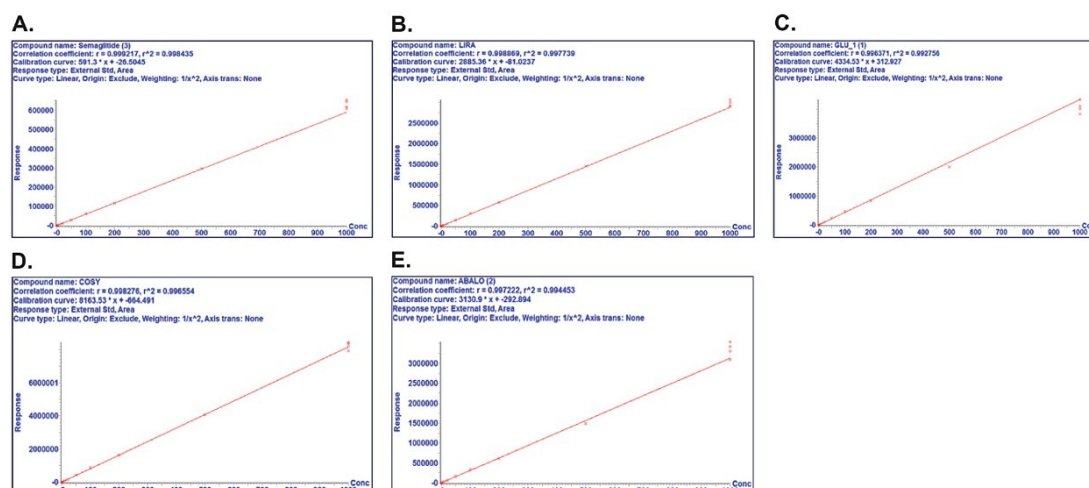 A.
Compound name: Semaglitide (3)
Correlation coefficient: r = 0.999217, r^2 = 0.998435
Calibration curve: 591.3 * x + -26.5045
Response type: External Std, Area
Curve type: Linear, Origin: Exclude, Weighting: 1/x^2, Axis trans: None
600000
500000
400000
300000
200000
100000
-0
Response
Conc
-0 100 200 300 400 500 600 700 800 900 1000
B.
Compound name: LIRA
Correlation coefficient: r = 0.998869, r^2 = 0.997739
Calibration curve: 2885.36 * x + -81.0237
Response type: External Std, Area
Curve type: Linear, Origin: Exclude, Weighting: 1/x^2, Axis trans: None
2500000
2000000
1500000
1000000
500000
-0
Response
Conc
-0 100 200 300 400 500 600 700 800 900 1000
C.
Compound name: GLU_1 (1)
Correlation coefficient: r = 0.996371, r^2 = 0.992756
Calibration curve: 4334.53 * x + 312.927
Response type: External Std, Area
Curve type: Linear, Origin: Exclude, Weighting: 1/x^2, Axis trans: None
3000000
2000000
1000000
0
Response
Conc
-0 100 200 300 400 500 600 700 800 900 1000
D.
Compound name: COSY
Correlation coefficient: r = 0.998276, r^2 = 0.996554
Calibration curve: 8163.53 * x + -664.491
Response type: External Std, Area
Curve type: Linear, Origin: Exclude, Weighting: 1/x^2, Axis trans: None
6000001
4000000
2000000
-0
Response
Conc
E.
Compound name: ABALO (2)
Correlation coefficient: r = 0.997222, r^2 = 0.994453
Calibration curve: 3130.9 * x + -292.894
Response type: External Std, Area
Curve type: Linear, Origin: Exclude, Weighting: 1/x^2, Axis trans: None
3000000
2500000
2000000
1500000
1000000
500000
-0
Response
Conc